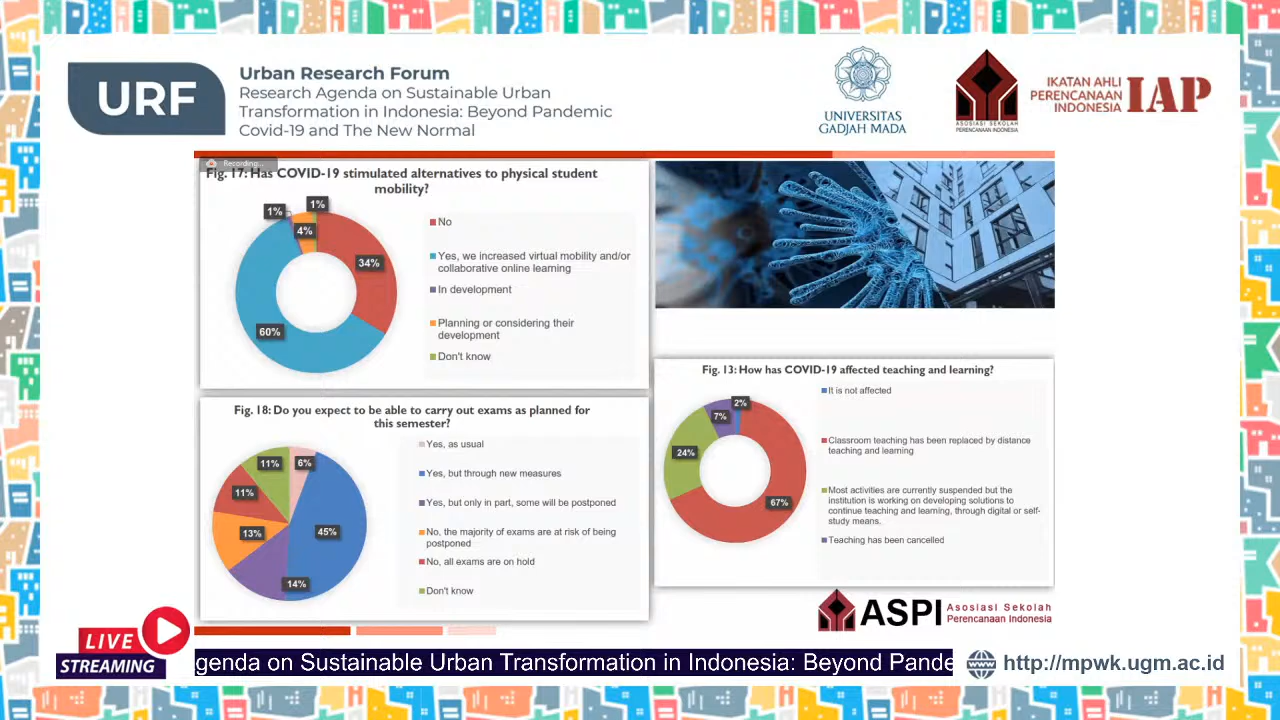 URF
Urban Research Forum
Research Agenda on Sustainable Urban
Transformation in Indonesia: Beyond Pandemic
Covid-19 and The New Normal
UNIVERSITAS
GADJAH MADA
ASOSIASI SEKOLAH
PERENCANAAN INDONESIA
IKATAN AHLI
PERENCANAAN
INDONESIA
IAP
Recording...
Fig. 17: Has COVID-19 stimulated alternatives to physical student
mobility?
1%
1%
4%
34%
60%
No
Yes, we increased virtual mobility and/or
collaborative online learning
In development
Planning or considering their
development
Don't know
Fig. 18: Do you expect to be able to carry out exams as planned for
this semester?
11%
6%
11%
13%
45%
14%
Yes, as usual
Yes, but through new measures
Yes, but only in part, some will be postponed
No, the majority of exams are at risk of being
postponed
No, all exams are on hold
Don't know
Fig. 13: How has COVID-19 affected teaching and learning?
2%
7%
24%
67%
It is not affected
Classroom teaching has been replaced by distance
teaching and learning
Most activities are currently suspended but the
institution is working on developing solutions to
continue teaching and learning, through digital or self-
study means.
Teaching has been cancelled
ASPI
Asosiasi Sekolah
Perencanaan Indonesia
LIVE
STREAMING
genda on Sustainable Urban Transformation in Indonesia: Beyond Pande
http://mpwk.ugm.ac.id